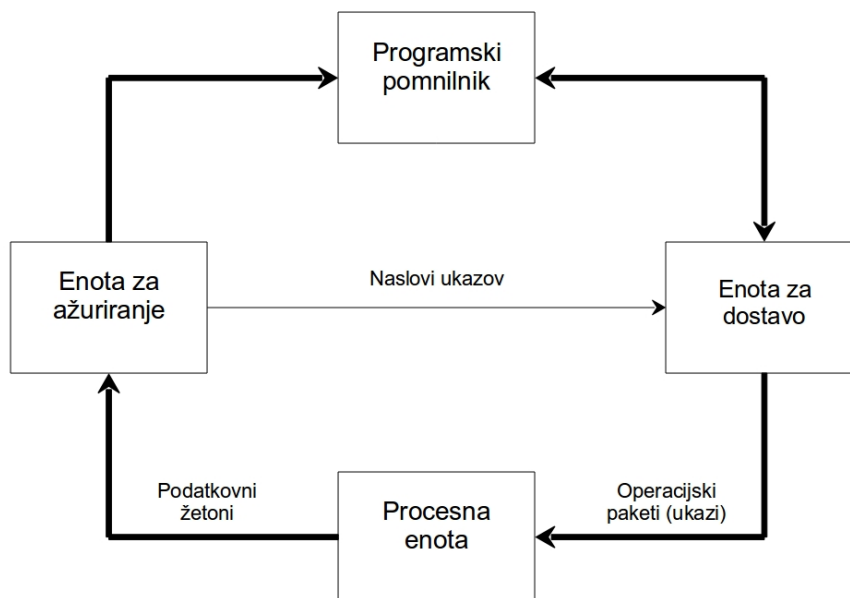 Programski
pomnilnik
Enota za
ažuriranje
Naslovi ukazov
Enota za
dostavo
Podatkovni
žetoni
Procesna
enota
Operacijski
paketi (ukazi)